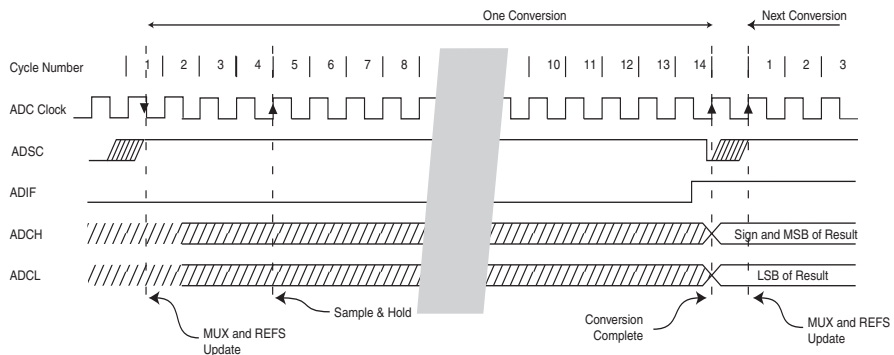 One Conversion
Next Conversion
Cycle Number 1 2 3 4 5 6 7 8 10 11 12 13 14 1 2 3
ADC Clock
ADSC
ADIF
ADCH
Sign and MSB of Result
ADCL
LSB of Result
MUX and REFS
Update
Sample & Hold
Conversion
Complete
MUX and REFS
Update